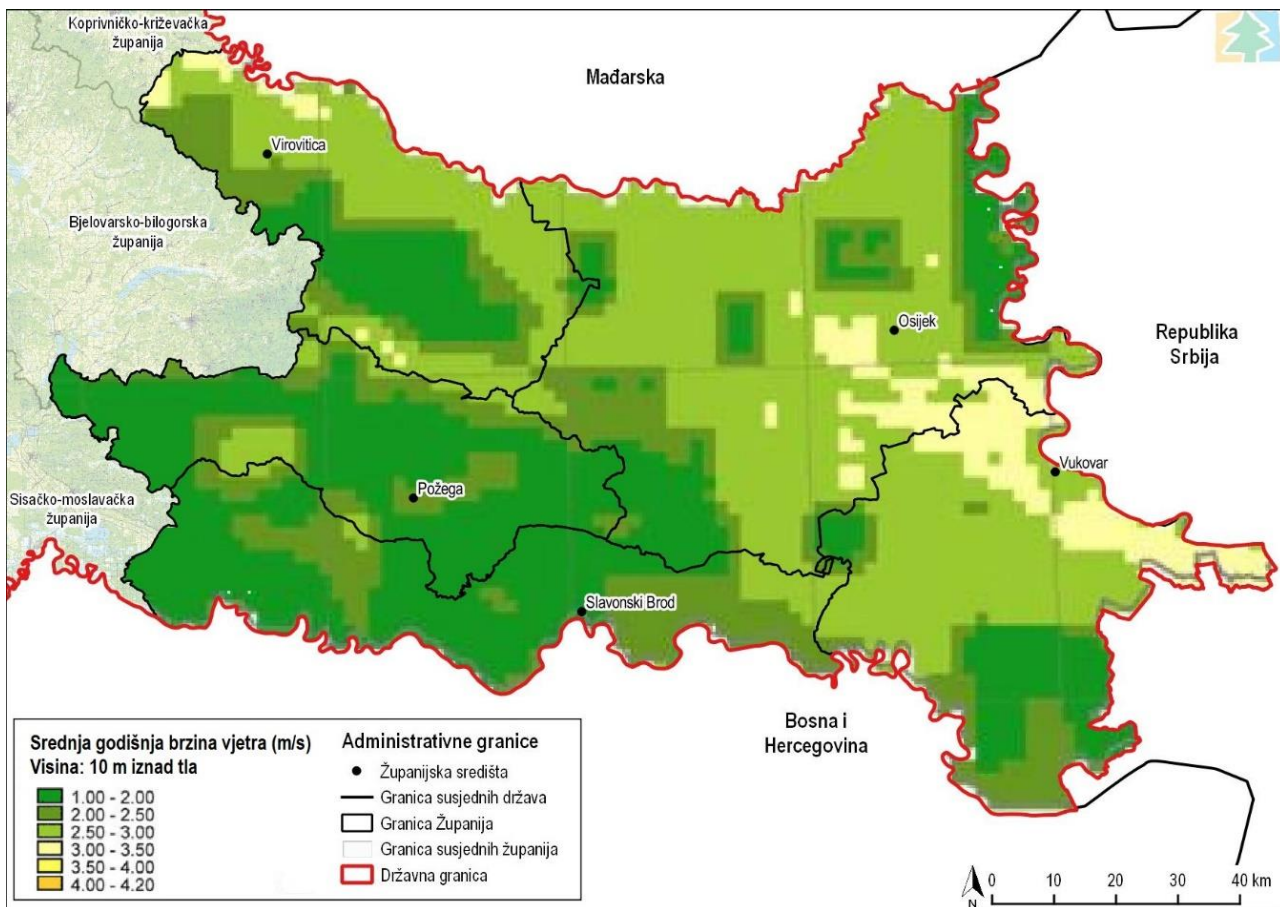 Koprivničko-križevačka
županija
Mađarska
Virovitica
Bjelovarsko-bilogorska
županija
Osijek
Republika
Srbija
Vukovar
Požega
Sisačko-moslavačka
županija
Slavonski Brod
Bosna i
Hercegovina
Srednja godišnja brzina vjetra (m/s)
Visina: 10 m iznad tla
1.00 - 2.00
2.00 - 2.50
2.50 - 3.00
3.00 - 3.50
3.50 - 4.00
4.00 - 4.20
Administrativne granice
Županijska središta
Granica susjednih država
Granica Županija
Granica susjednih županija
Državna granica
N
0 10 20 30 40 km